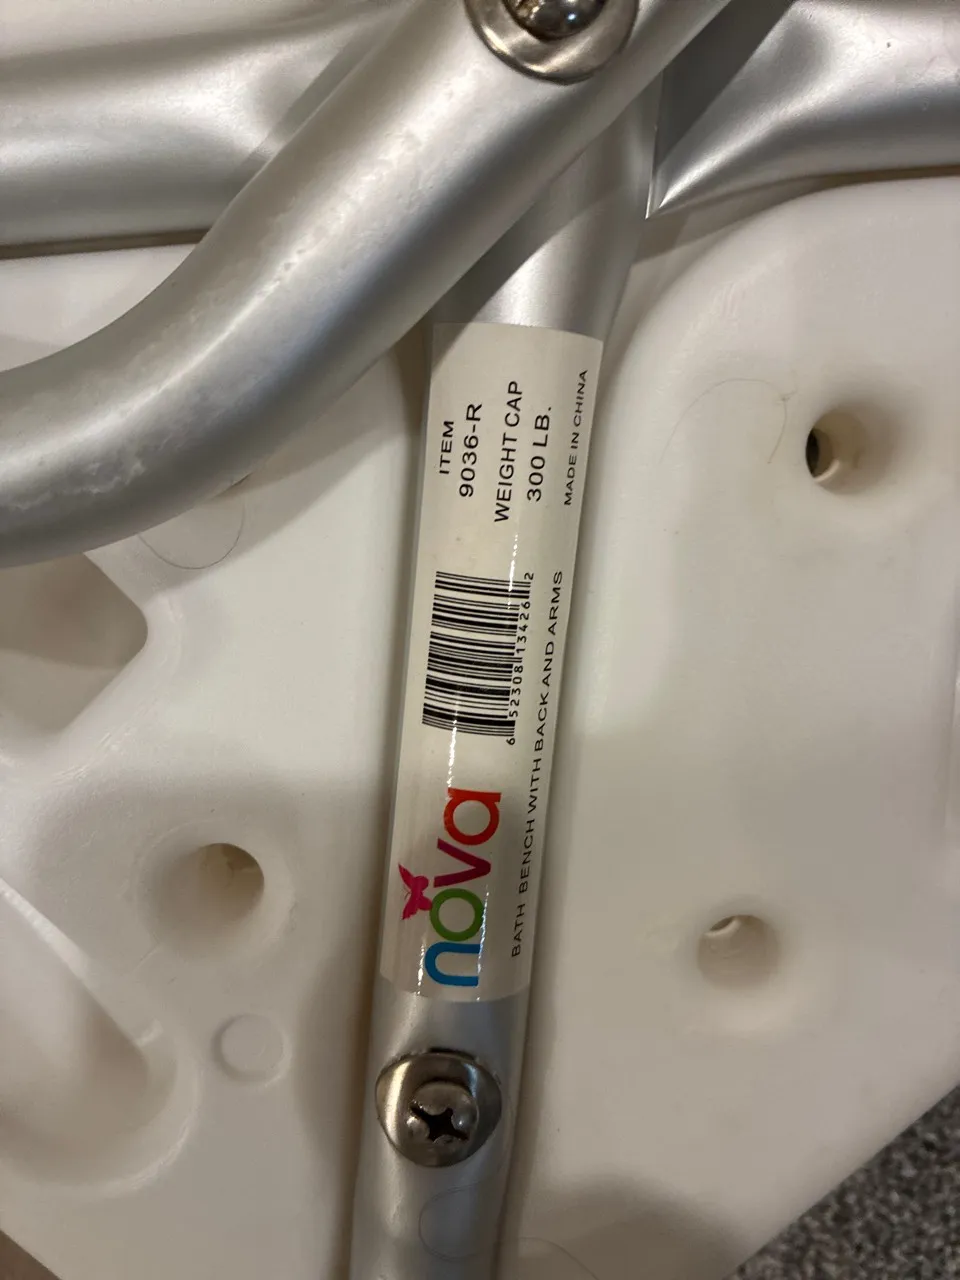 ITEM
9036-R
WEIGHT CAP
300 LB.
MADE IN CHINA
6 52308 13426 2
nova
BATH BENCH WITH BACK AND ARMS